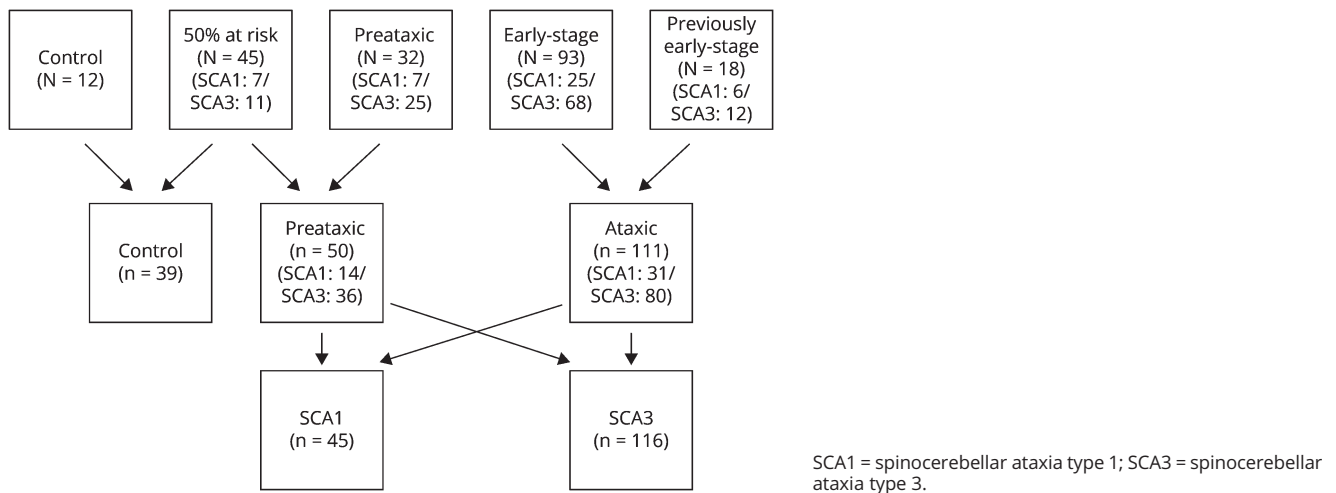 Control
(N = 12)
50% at risk
(N = 45)
(SCA1: 7/
SCA3: 11)
Preataxic
(N = 32)
(SCA1: 7/
SCA3: 25)
Early-stage
(N = 93)
(SCA1: 25/
SCA3: 68)
Previously
early-stage
(N = 18)
(SCA1: 6/
SCA3: 12)
Control
(n = 39)
Preataxic
(n = 50)
(SCA1: 14/
SCA3: 36)
Ataxic
(n = 111)
(SCA1: 31/
SCA3: 80)
SCA1
(n = 45)
SCA3
(n = 116)
SCA1 = spinocerebellar ataxia type 1; SCA3 = spinocerebellar
ataxia type 3.